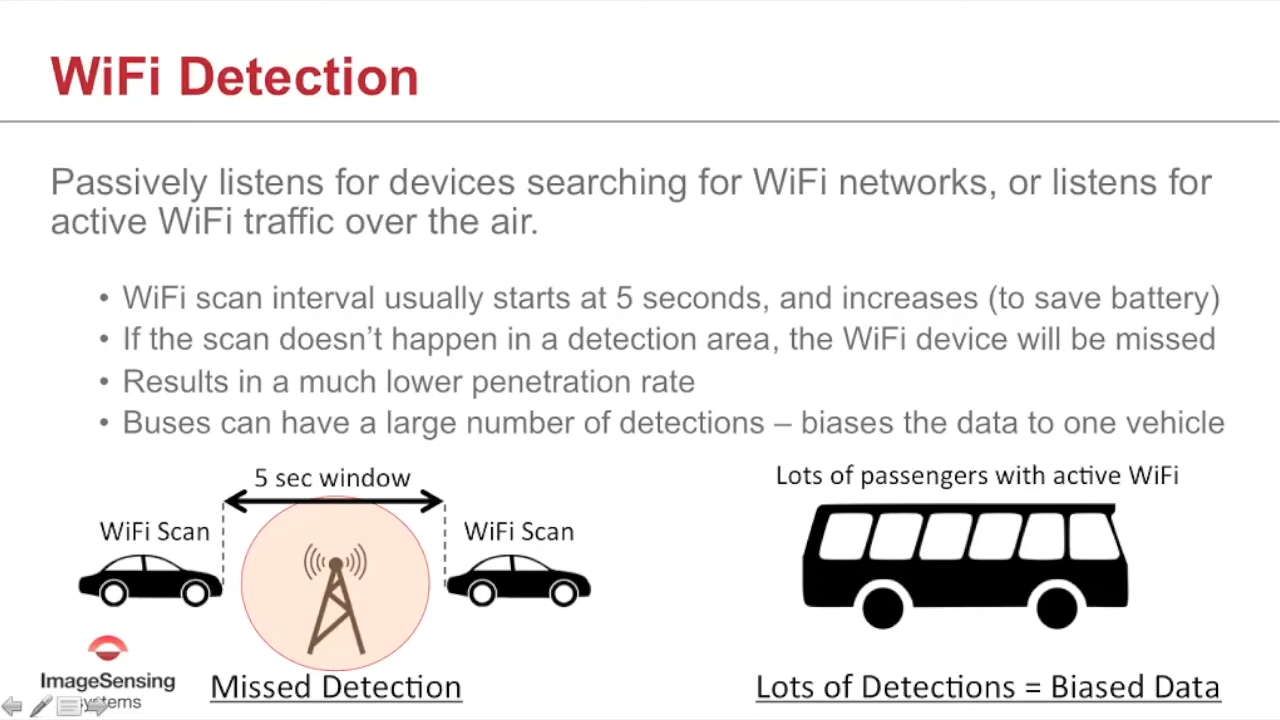 WiFi Detection
Passively listens for devices searching for WiFi networks, or listens for
active WiFi traffic over the air.
• WiFi scan interval usually starts at 5 seconds, and increases (to save battery)
• If the scan doesn’t happen in a detection area, the WiFi device will be missed
• Results in a much lower penetration rate
• Buses can have a large number of detections – biases the data to one vehicle
5 sec window
WiFi Scan
WiFi Scan
Missed Detection
Lots of passengers with active WiFi
Lots of Detections = Biased Data
ImageSensing
Systems